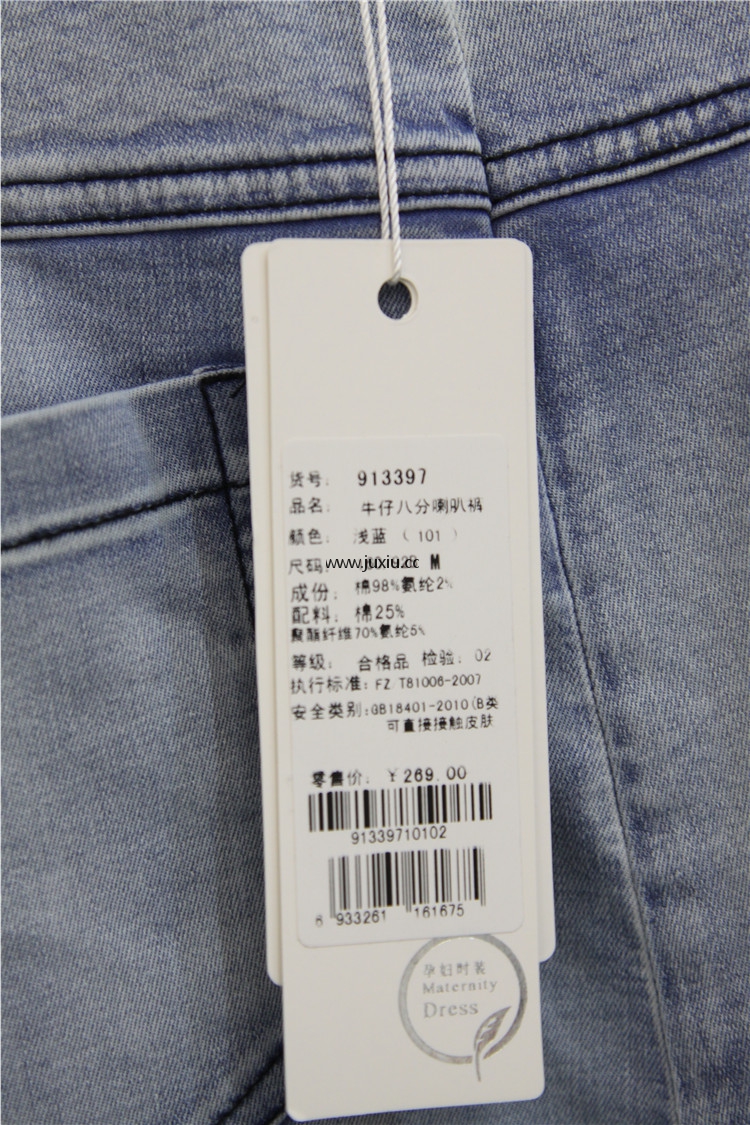 货号: 913397
品名: 牛仔八分喇叭裤
颜色: 浅蓝 (101)
尺码: M
www.juxiu.cc
成份: 棉98%氨纶2%
配料: 棉25%
聚酯纤维70%氨纶5%
等级: 合格品 检验: 02
执行标准: FZ T81006-2007
安全类别:GB18401-2010(B类
可直接接触皮肤
零售价: ¥269.00
91339710102
6 933261 161675
孕妇时装
Maternity
Dress